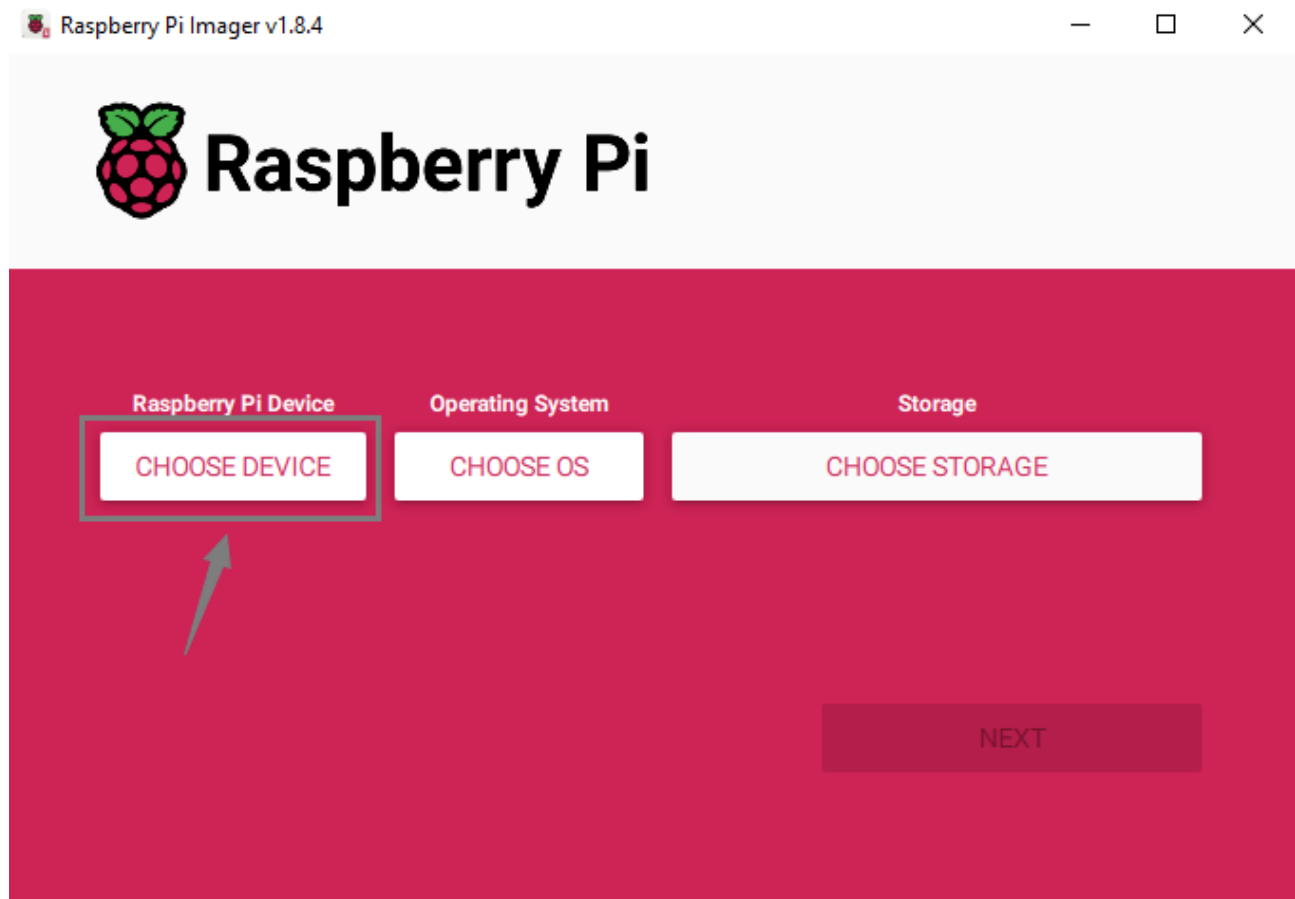 Raspberry Pi Imager v1.8.4
Raspberry Pi
Raspberry Pi Device
Operating System
Storage
CHOOSE DEVICE
CHOOSE OS
CHOOSE STORAGE
NEXT